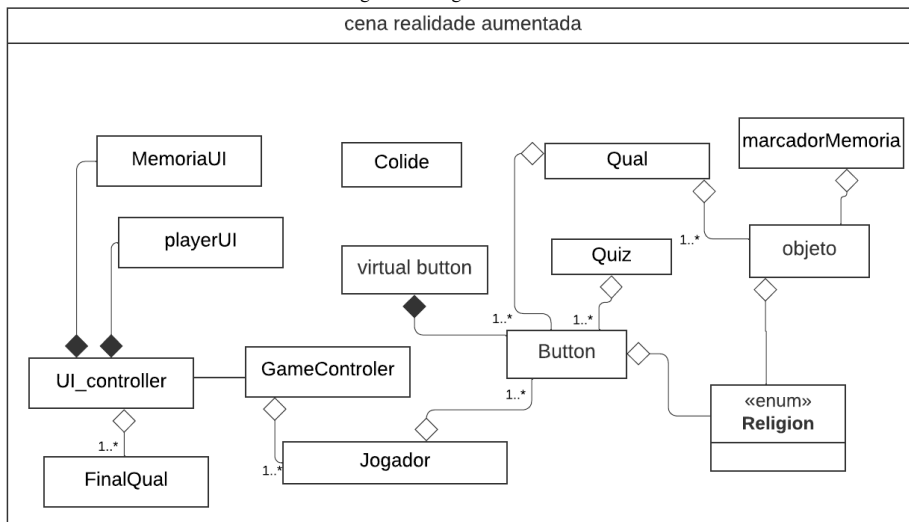 cena realidade aumentada
marcadorMemoria
MemoriaUI
Colide
Qual
1..*
playerUI
objeto
Quiz
virtual button
1..*
1..*
Button
GameControler
UI_controller
1..*
«enum»
Religion
1..*
1..*
Jogador
FinalQual